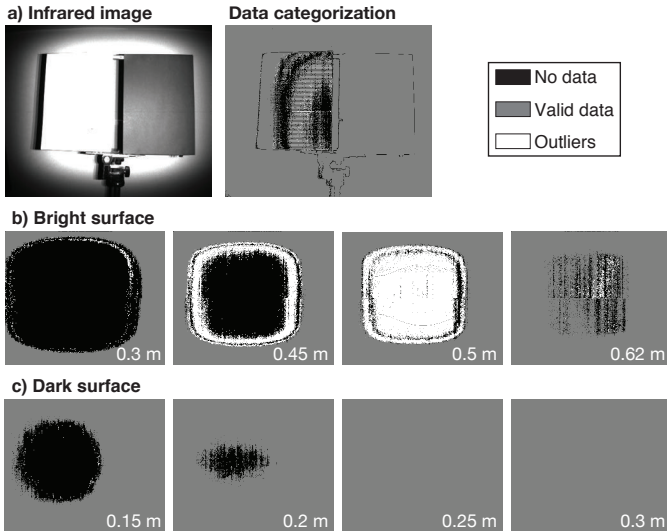 a) Infrared image
Data categorization
No data
Valid data
Outliers
b) Bright surface
0.3 m
0.45 m
0.5 m
0.62 m
c) Dark surface
0.15 m
0.2 m
0.25 m
0.3 m